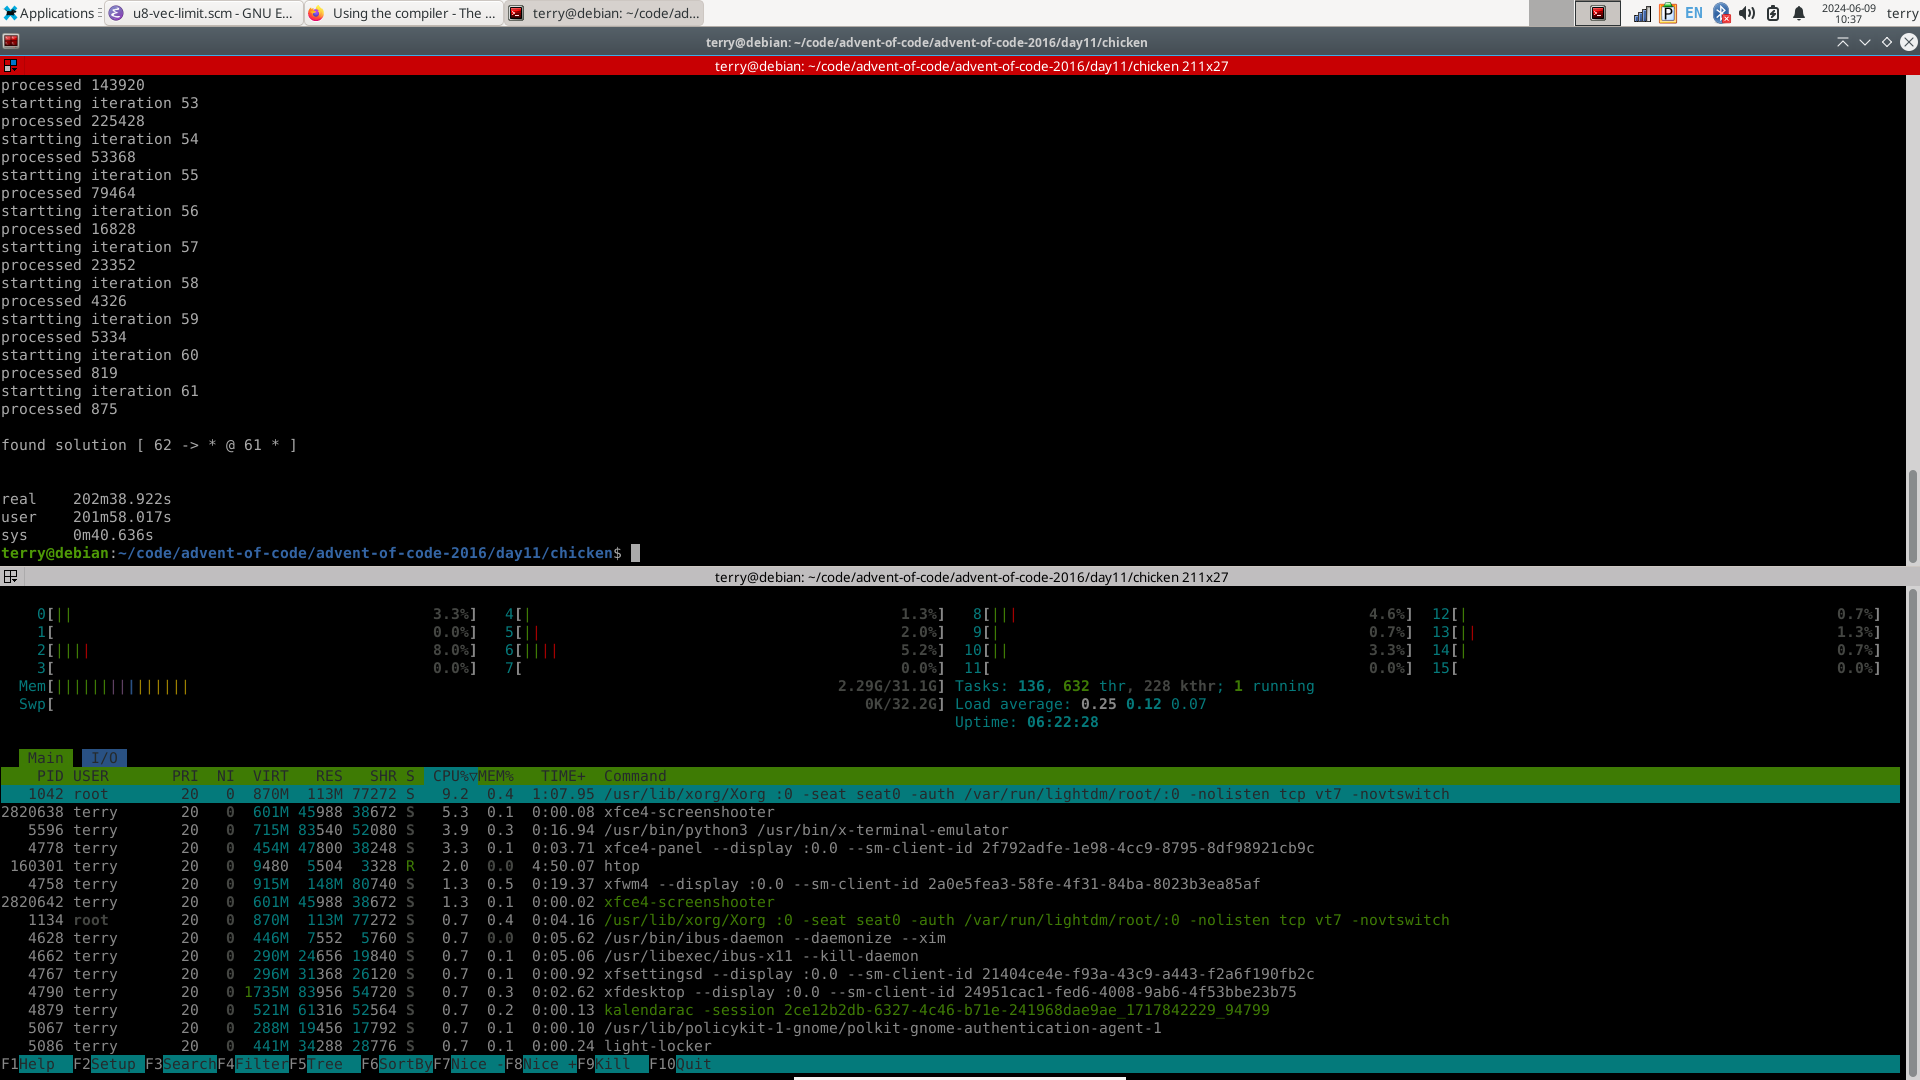 Applications u8-vec-limit.scm - GNU E... Using the compiler - The ... terry@debian: ~/code/ad... EN 2024-06-09 10:37 terry
terry@debian: ~/code/advent-of-code/advent-of-code-2016/day11/chicken
terry@debian: ~/code/advent-of-code/advent-of-code-2016/day11/chicken 211x27
processed 143920
startting iteration 53
processed 225428
startting iteration 54
processed 53368
startting iteration 55
processed 79464
startting iteration 56
processed 16828
startting iteration 57
processed 23352
startting iteration 58
processed 4326
startting iteration 59
processed 5334
startting iteration 60
processed 819
startting iteration 61
processed 875
found solution [ 62 -> * @ 61 * ]
real 202m38.922s
user 201m58.017s
sys 0m40.636s
terry@debian:~/code/advent-of-code/advent-of-code-2016/day11/chicken$
terry@debian: ~/code/advent-of-code/advent-of-code-2016/day11/chicken 211x27
0[|| 3.3%] 4[| 1.3%] 8[||| 4.6%] 12[| 0.7%]
1[ 0.0%] 5[|| 2.0%] 9[| 0.7%] 13[|| 1.3%]
2[|||| 8.0%] 6[|||| 5.2%] 10[|| 3.3%] 14[| 0.7%]
3[ 0.0%] 7[ 0.0%] 11[ 0.0%] 15[ 0.0%]
Mem[||||||||||||||| 2.29G/31.1G] Tasks: 136, 632 thr, 228 kthr; 1 running
Swp[ 0K/32.2G] Load average: 0.25 0.12 0.07
Uptime: 06:22:28
Main I/O
PID USER PRI NI VIRT RES SHR S CPU%▽MEM% TIME+ Command
1042 root 20 0 870M 113M 77272 S 9.2 0.4 1:07.95 /usr/lib/xorg/Xorg :0 -seat seat0 -auth /var/run/lightdm/root/:0 -nolisten tcp vt7 -novtswitch
2820638 terry 20 0 601M 45988 38672 S 5.3 0.1 0:00.08 xfce4-screenshooter
5596 terry 20 0 715M 83540 52080 S 3.9 0.3 0:16.94 /usr/bin/python3 /usr/bin/x-terminal-emulator
4778 terry 20 0 454M 47800 38248 S 3.3 0.1 0:03.71 xfce4-panel --display :0.0 --sm-client-id 2f792adfe-1e98-4cc9-8795-8df98921cb9c
160301 terry 20 0 9480 5504 3328 R 2.0 0.0 4:50.07 htop
4758 terry 20 0 915M 148M 80740 S 1.3 0.5 0:19.37 xfwm4 --display :0.0 --sm-client-id 2a0e5fea3-58fe-4f31-84ba-8023b3ea85af
2820642 terry 20 0 601M 45988 38672 S 1.3 0.1 0:00.02 xfce4-screenshooter
1134 root 20 0 870M 113M 77272 S 0.7 0.4 0:04.16 /usr/lib/xorg/Xorg :0 -seat seat0 -auth /var/run/lightdm/root/:0 -nolisten tcp vt7 -novtswitch
4628 terry 20 0 446M 7552 5760 S 0.7 0.0 0:05.62 /usr/bin/ibus-daemon --daemonize --xim
4662 terry 20 0 290M 24656 19840 S 0.7 0.1 0:05.06 /usr/libexec/ibus-x11 --kill-daemon
4767 terry 20 0 296M 31368 26120 S 0.7 0.1 0:00.92 xfsettingsd --display :0.0 --sm-client-id 21404ce4e-f93a-43c9-a443-f2a6f190fb2c
4790 terry 20 0 1735M 83956 54720 S 0.7 0.3 0:02.62 xfdesktop --display :0.0 --sm-client-id 24951cac1-fed6-4008-9ab6-4f53bbe23b75
4879 terry 20 0 521M 61316 52564 S 0.7 0.2 0:00.13 kalendarac -session 2ce12b2db-6327-4c46-b71e-241968dae9ae_1717842229_94799
5067 terry 20 0 288M 19456 17792 S 0.7 0.1 0:00.10 /usr/lib/policykit-1-gnome/polkit-gnome-authentication-agent-1
5086 terry 20 0 441M 34288 28776 S 0.7 0.1 0:00.24 light-locker
F1Help F2Setup F3SearchF4FilterF5Tree F6SortByF7Nice -F8Nice +F9Kill F10Quit